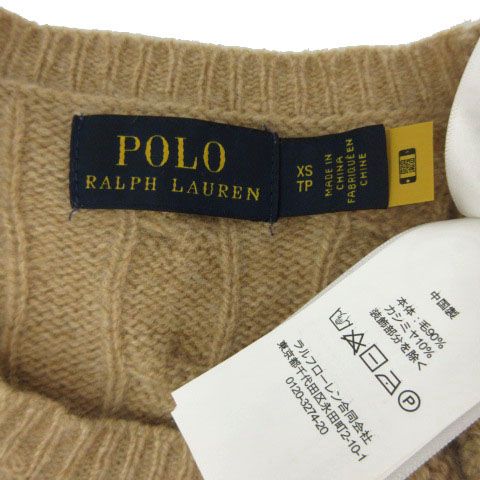 POLO
RALPH LAUREN
XS
TP
MADE IN
CHINA
FABRIQUÉ EN
CHINE
中国製
本体：毛90%
カシミヤ10%
装飾部分を除く
P
ラルフローレン合同会社
東京都千代田区永田町2-10-1
0120-3274-20